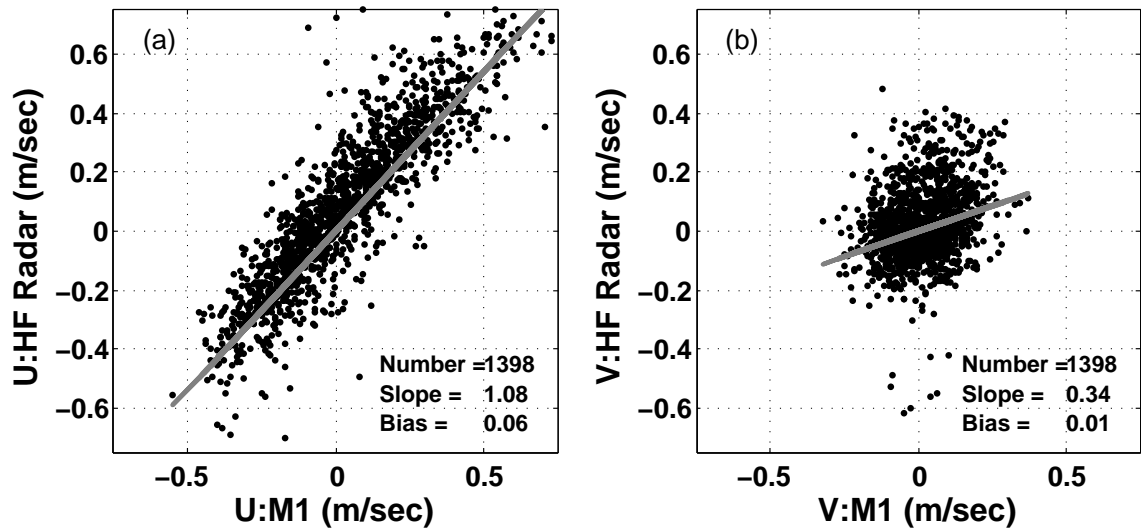 (a)
U:HF Radar (m/sec)
0.6
0.4
0.2
0
−0.2
−0.4
−0.6
Number =1398
Slope = 1.08
Bias = 0.06
−0.5 0 0.5
U:M1 (m/sec)
(b)
V:HF Radar (m/sec)
0.6
0.4
0.2
0
−0.2
−0.4
−0.6
Number =1398
Slope = 0.34
Bias = 0.01
−0.5 0 0.5
V:M1 (m/sec)